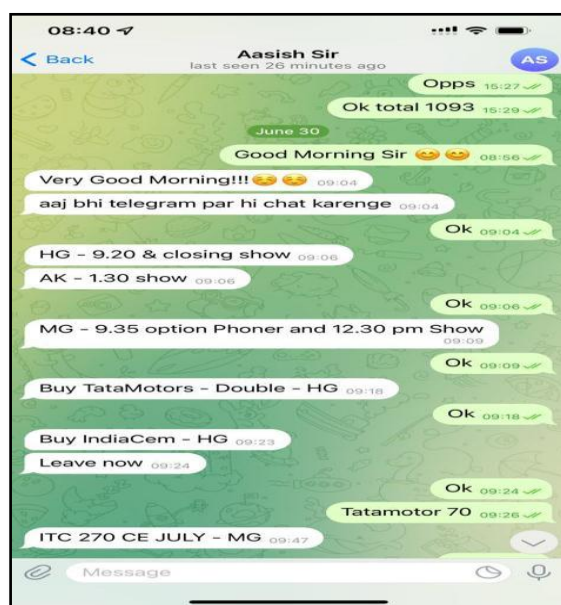 08:40
Back
Aasish Sir
last seen 26 minutes ago
AS
Opps 15:27
Ok total 1093 15:29
June 30
Good Morning Sir 😊😊 08:56
Very Good Morning!!!😊😊 09:04
aaj bhi telegram par hi chat karenge 09:04
Ok 09:04
HG - 9.20 & closing show 09:06
AK - 1.30 show 09:06
Ok 09:06
MG - 9.35 option Phoner and 12.30 pm Show
09:09
Ok 09:09
Buy TataMotors - Double - HG 09:18
Ok 09:18
Buy IndiaCem - HG 09:23
Leave now 09:24
Ok 09:24
Tatamotor 70 09:26
ITC 270 CE JULY - MG 09:47
Message